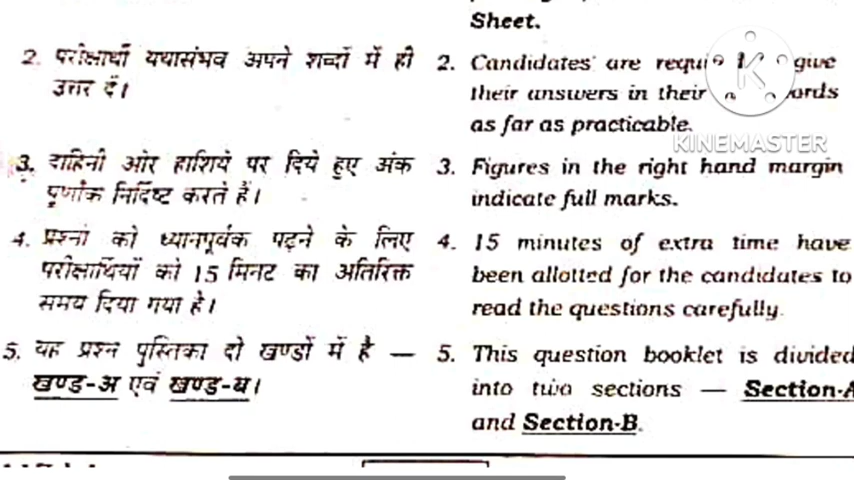 Sheet.
2. परीक्षार्थी यथासंभव अपने शब्दों में ही
उत्तर दें।
3. दाहिनी ओर हाशिये पर दिये हुए अंक
पूर्णांक निर्दिष्ट करते हैं।
4. प्रश्नों को ध्यानपूर्वक पढ़ने के लिए
परीक्षार्थियों को 15 मिनट का अतिरिक्त
समय दिया गया है।
5. यह प्रश्न पुस्तिका दो खण्डों में है —
खण्ड-अ एवं खण्ड-ब।
2. Candidates are give
their answers in their
as far as practicable.
KINEMASTER
3. Figures in the right hand margin
indicate full marks.
4. 15 minutes of extra time have
been allotted for the candidates to
read the questions carefully.
5. This question booklet is divided
into two sections — Section-A
and Section-B.